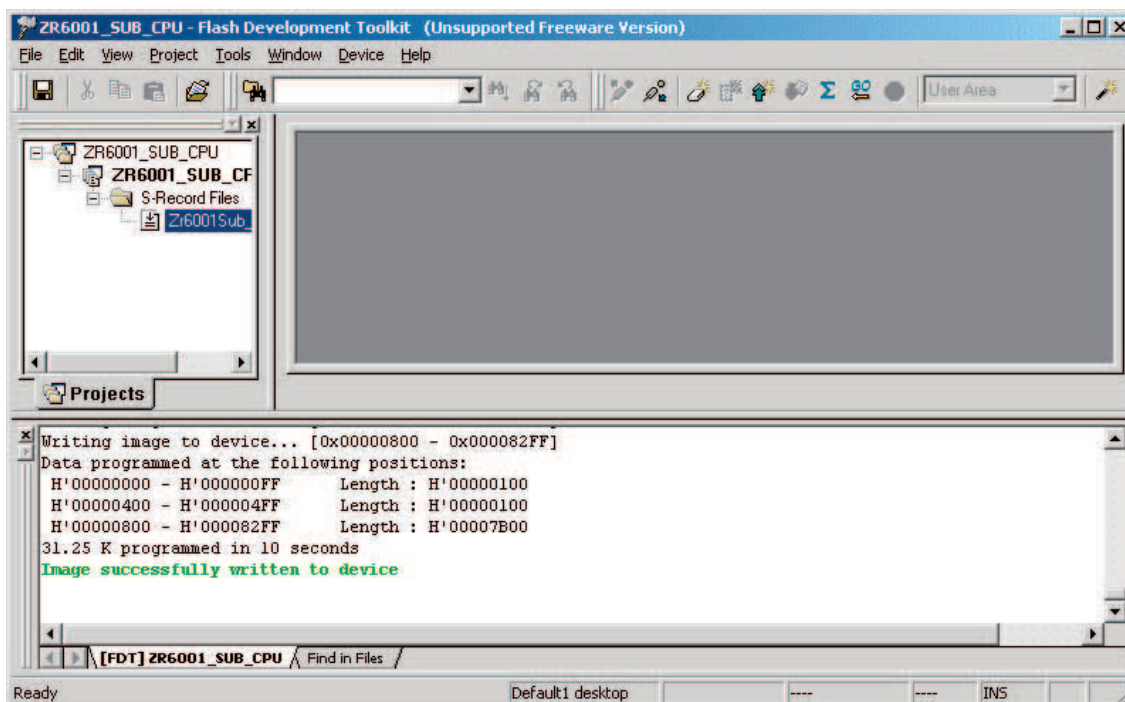 ZR6001_SUB_CPU - Flash Development Toolkit (Unsupported Freeware Version)
File Edit View Project Tools Window Device Help
GO User Area
ZR6001_SUB_CPU
ZR6001_SUB_CF
S-Record Files
Zr6001Sub_
Projects
Writing image to device... [0x00000800 - 0x000082FF]
Data programmed at the following positions:
H'00000000 - H'000000FF Length : H'00000100
H'00000400 - H'000004FF Length : H'00000100
H'00000800 - H'000082FF Length : H'00007B00
31.25 K programmed in 10 seconds
Image successfully written to device
[FDT] ZR6001_SUB_CPU Find in Files
Ready Default1 desktop ---- ---- INS